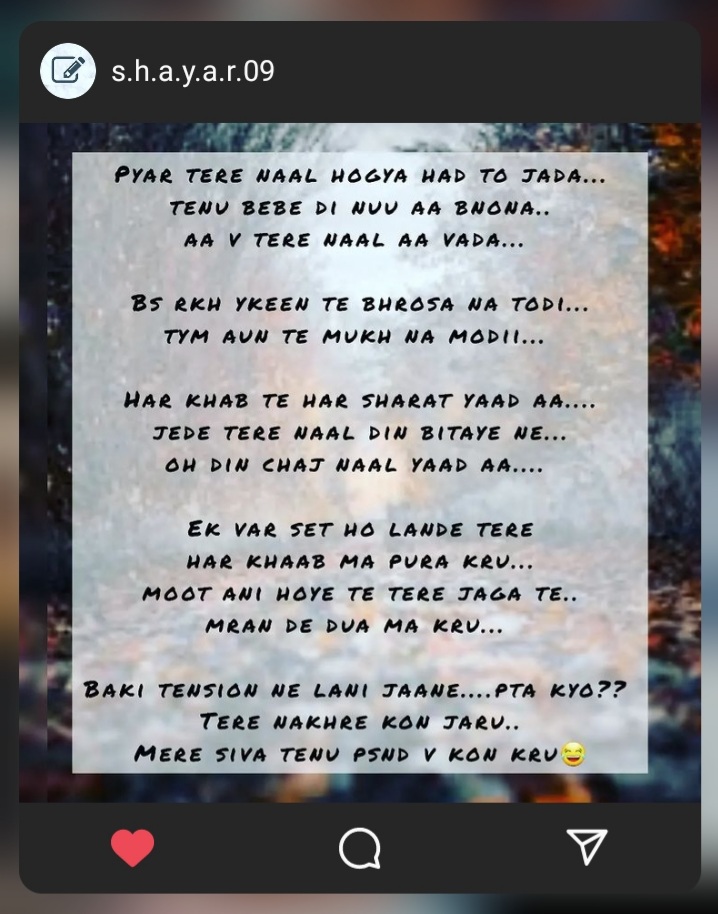 s.h.a.y.a.r.09
Pyar tere naal hogya had to jada...
tenu bebe di nuu aa bnona..
aa v tere naal aa vada...
Bs rkh ykeen te bhrosa na todi...
tym aun te mukh na modii...
Har khab te har sharat yaad aa....
jede tere naal din bitaye ne...
oh din chaj naal yaad aa....
Ek var set ho lande tere
har khaab ma pura kru...
moot ani hoye te tere jaga te..
mran de dua ma kru...
Baki tension ne lani jaane....pta kyo??
Tere nakhre kon jaru..
Mere siva tenu psnd v kon kru😆